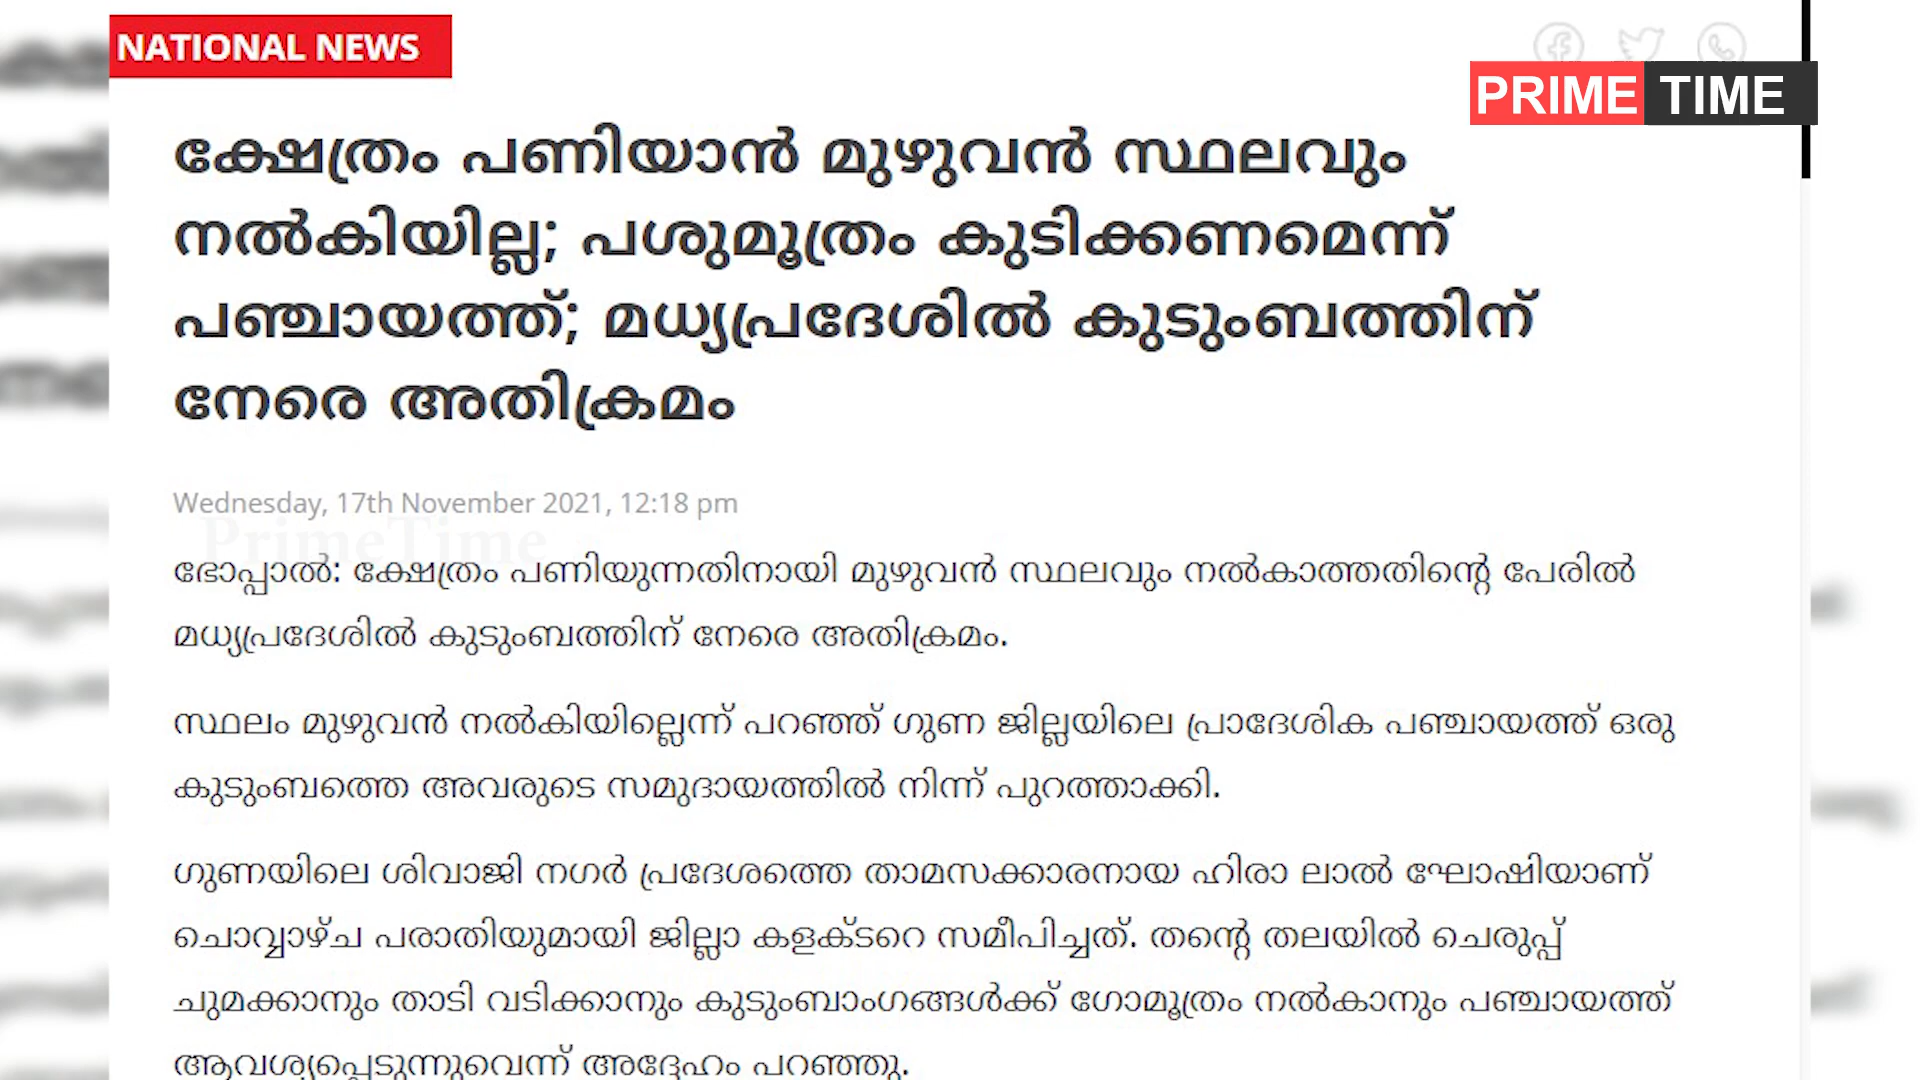 NATIONAL NEWS
PRIME TIME
ക്ഷേത്രം പണിയാൻ മുഴുവൻ സ്ഥലവും
നൽകിയില്ല; പശുമൂത്രം കുടിക്കണമെന്ന്
പഞ്ചായത്ത്; മധ്യപ്രദേശിൽ കുടുംബത്തിന്
നേരെ അതിക്രമം
Wednesday, 17th November 2021, 12:18 pm
PrimeTime
ഭോപ്പാൽ: ക്ഷേത്രം പണിയുന്നതിനായി മുഴുവൻ സ്ഥലവും നൽകാത്തതിന്റെ പേരിൽ
മധ്യപ്രദേശിൽ കുടുംബത്തിന് നേരെ അതിക്രമം.
സ്ഥലം മുഴുവൻ നൽകിയില്ലെന്ന് പറഞ്ഞ് ഗുണ ജില്ലയിലെ പ്രാദേശിക പഞ്ചായത്ത് ഒരു
കുടുംബത്തെ അവരുടെ സമുദായത്തിൽ നിന്ന് പുറത്താക്കി.
ഗുണയിലെ ശിവാജി നഗർ പ്രദേശത്തെ താമസക്കാരനായ ഹിരാ ലാൽ ഘോഷിയാണ്
ചൊവ്വാഴ്ച പരാതിയുമായി ജില്ലാ കളക്ടറെ സമീപിച്ചത്. തന്റെ തലയിൽ ചെരുപ്പ്
ചുമക്കാനും താടി വടിക്കാനും കുടുംബാംഗങ്ങൾക്ക് ഗോമൂത്രം നൽകാനും പഞ്ചായത്ത്
ആവശ്യപ്പെടുന്നുവെന്ന് അദ്ദേഹം പറഞ്ഞു.